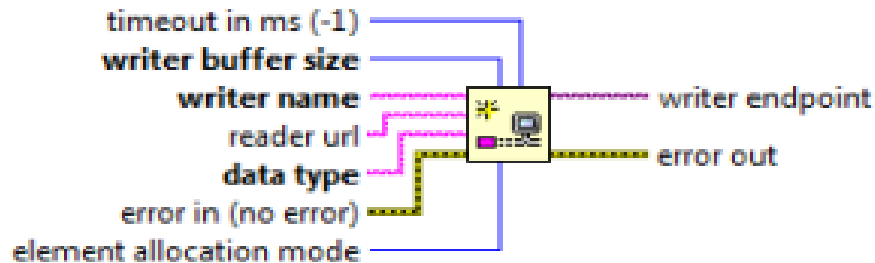 timeout in ms (-1)
writer buffer size
writer name
reader url
data type
error in (no error)
element allocation mode
writer endpoint
error out